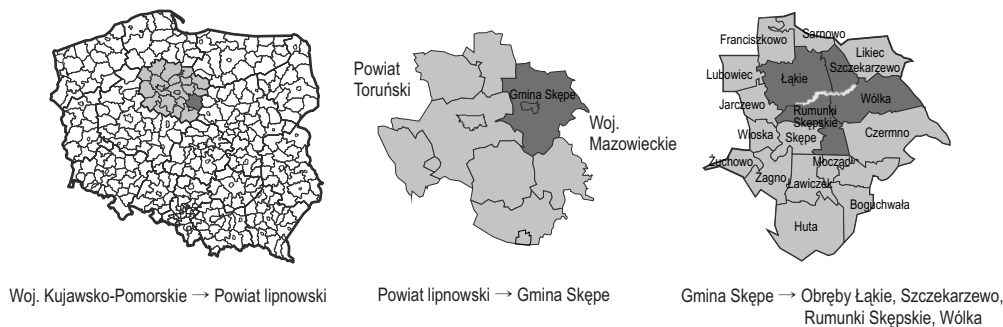 Powiat
Toruński
Gmina Skępe
Woj.
Mazowieckie
Franciszkowo
Sarnowo
Likiec
Szczekarzewo
Lubowiec
Łąkie
Wólka
Jarczewo
Rumunki
Skępskie
Wioska
Skępe
Czermno
Żuchowo
Moczadł
Żagno
Ławiczek
Boguchwała
Huta
Woj. Kujawsko-Pomorskie → Powiat lipnowski
Powiat lipnowski → Gmina Skępe
Gmina Skępe → Obręby Łąkie, Szczekarzewo,
Rumunki Skępskie, Wólka